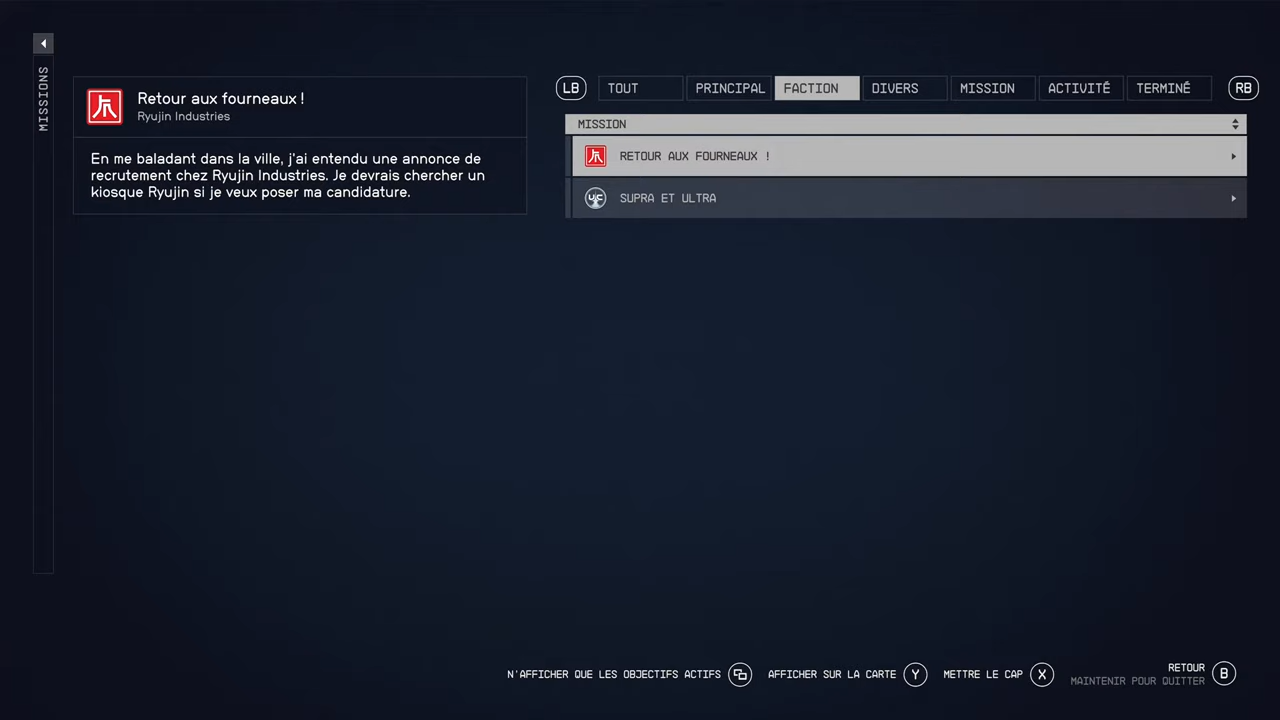 MISSIONS
Retour aux fourneaux !
Ryujin Industries
En me baladant dans la ville, j'ai entendu une annonce de
recrutement chez Ryujin Industries. Je devrais chercher un
kiosque Ryujin si je veux poser ma candidature.
LB TOUT PRINCIPAL FACTION DIVERS MISSION ACTIVITÉ TERMINÉ RB
MISSION
RETOUR AUX FOURNEAUX !
UC SUPRA ET ULTRA
N'AFFICHER QUE LES OBJECTIFS ACTIFS AFFICHER SUR LA CARTE Y METTRE LE CAP X RETOUR B
MAINTENIR POUR QUITTER